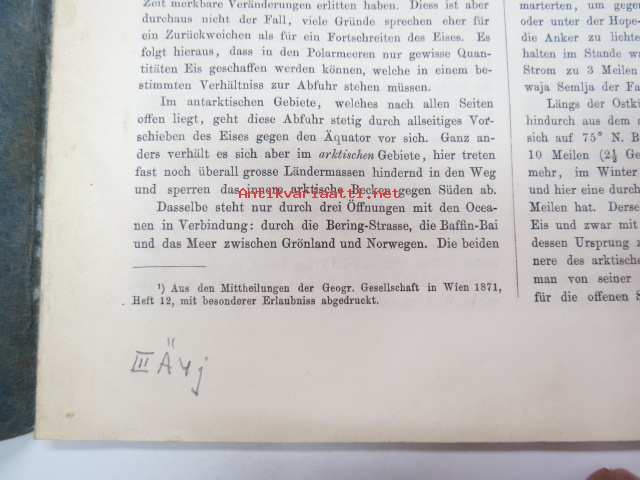 Zeit merkbare Veränderungen erlitten haben. Diess ist aber
durchaus nicht der Fall, viele Gründe sprechen eher für
ein Zurückweichen als für ein Fortschreiten des Eises. Es
folgt hieraus, dass in den Polarmeeren nur gewisse Quan-
titäten Eis geschaffen werden können, welche in einem be-
stimmten Verhältniss zur Abfuhr stehen müssen.
Im antarktischen Gebiete, welches nach allen Seiten
offen liegt, geht diese Abfuhr stetig durch allseitiges Vor-
schieben des Eises gegen den Äquator vor sich. Ganz an-
ders verhält es sich aber im arktischen Gebiete, hier treten
fast noch überall grosse Ländermassen hindernd in den Weg
und sperren das innere arktische Becken gegen Süden ab.
Dasselbe steht nur durch drei Öffnungen mit den Ocea-
nen in Verbindung: durch die Bering-Strasse, die Baffin-Bai
und das Meer zwischen Grönland und Norwegen. Die beiden
¹) Aus den Mittheilungen der Geogr. Gesellschaft in Wien 1871,
Heft 12, mit besonderer Erlaubniss abgedruckt.
marterten, um gegen
oder unter der Hope-
die Anker zu lichte
halten im Stande wa
Strom zu 3 Meilen
waja Semlja der Fa
Längs der Ostkü
hindurch aus dem a
sich auf 75° N. B
10 Meilen (2½ Ge
mehr, im Winter
und hier eine durch
Meilen hat. Derse
Eis und zwar mit
dessen Ursprung z
nere des arktische
man von seiner
für die offenen S
Antikvariaatti.net
III Ä